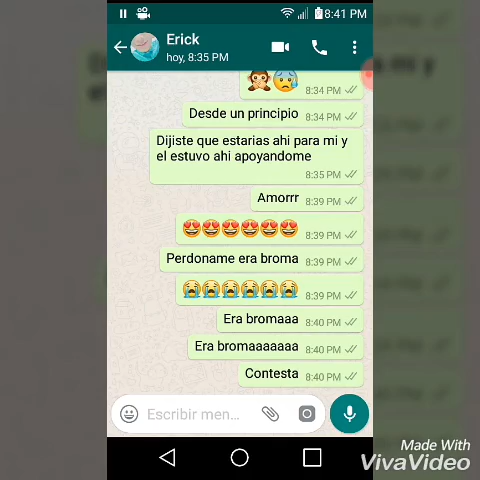 8:41 PM
Erick
hoy, 8:35 PM
8:34 PM
Desde un principio
8:34 PM
Dijiste que estarias ahi para mi y
el estuvo ahi apoyandome
8:35 PM
Amorrr
8:39 PM
8:39 PM
Perdoname era broma
8:39 PM
8:39 PM
Era bromaaa
8:40 PM
Era bromaaaaaaa
8:40 PM
Contesta
8:40 PM
Escribir men...
Made With
VivaVideo